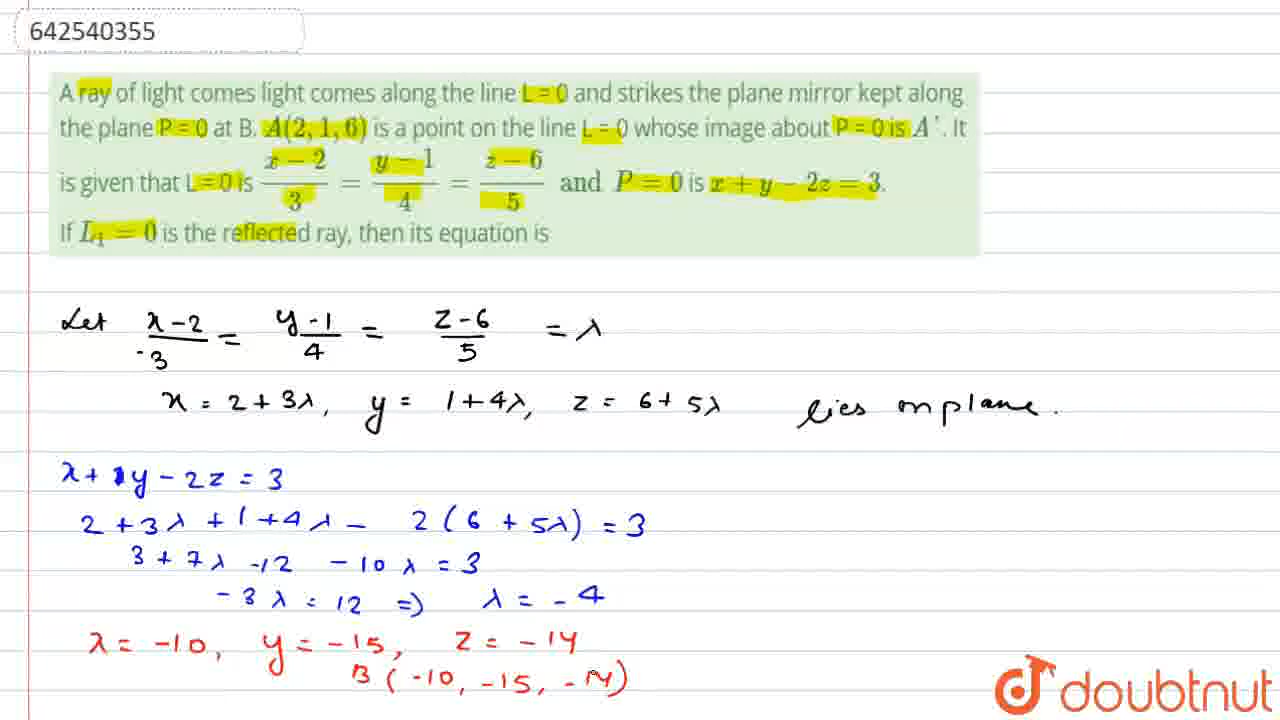 642540355
A ray of light comes light comes along the line L = 0 and strikes the plane mirror kept along
the plane P = 0 at B. A(2, 1, 6) is a point on the line L = 0 whose image about P = 0 is A'. It
is given that L = 0 is (x − 2)/3 = (y − 1)/4 = (z − 6)/5 and P = 0 is x + y − 2z = 3.
If L₁ = 0 is the reflected ray, then its equation is
Let (x − 2)/3 = (y − 1)/4 = (z − 6)/5 = λ
x = 2 + 3λ, y = 1 + 4λ, z = 6 + 5λ lies on plane.
x + y − 2z = 3
2 + 3λ + 1 + 4λ − 2(6 + 5λ) = 3
3 + 7λ − 12 − 10λ = 3
− 3λ = 12 ⇒ λ = − 4
x = −10, y = −15, z = −14
B (−10, −15, −14)
doubtnut